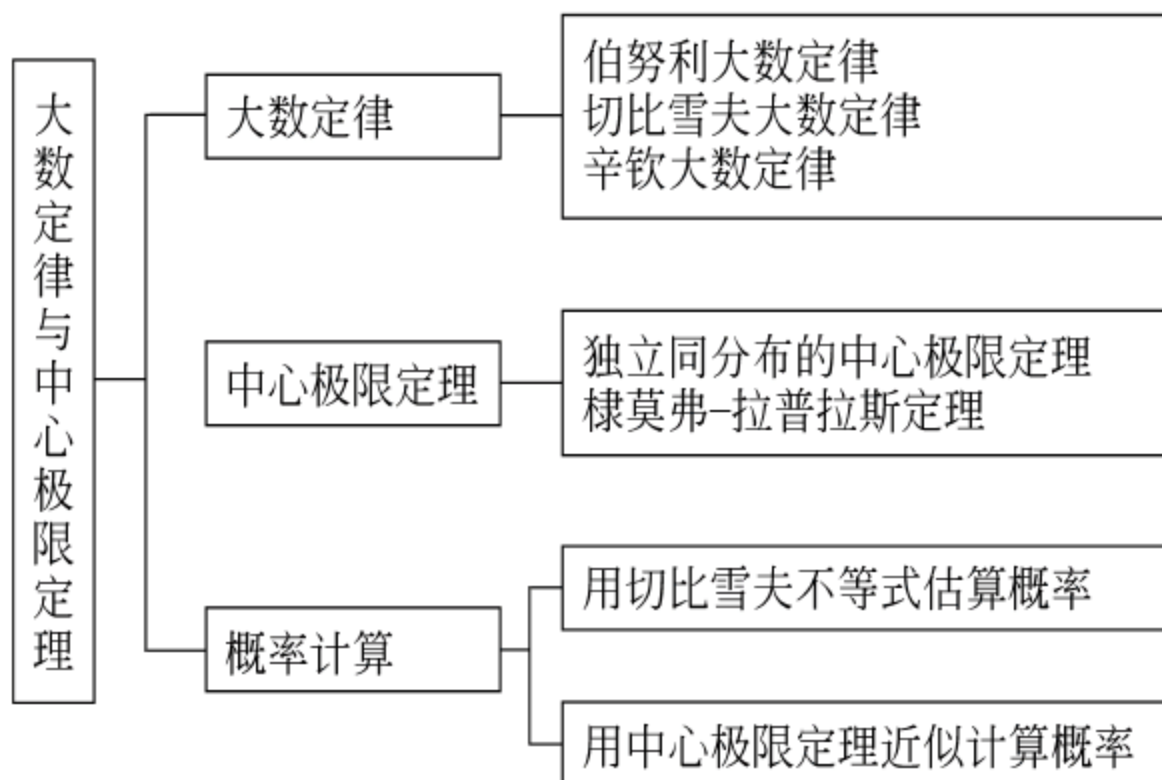 大数定律与中心极限定理
大数定律
伯努利大数定律
切比雪夫大数定律
辛钦大数定律
中心极限定理
独立同分布的中心极限定理
棣莫弗-拉普拉斯定理
概率计算
用切比雪夫不等式估算概率
用中心极限定理近似计算概率